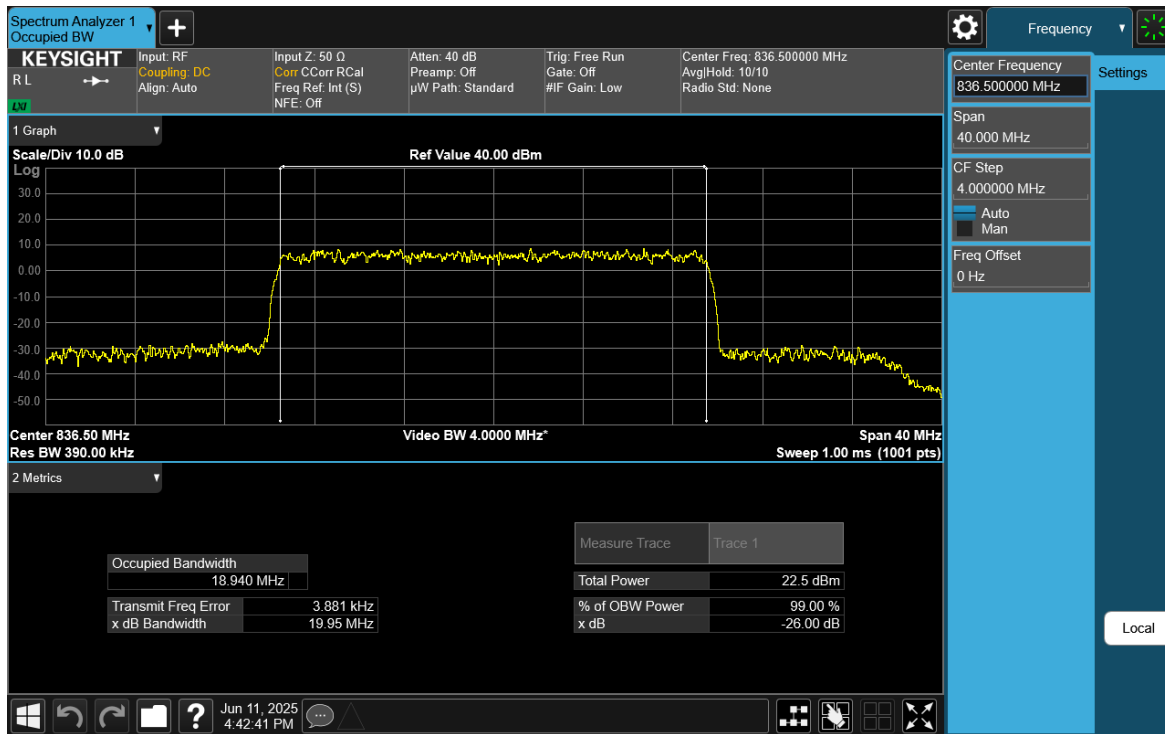 Spectrum Analyzer 1
Occupied BW
Frequency
KEYSIGHT
R L
LXI
Input: RF
Coupling: DC
Align: Auto
Input Z: 50 Ω
Corr CCorr RCal
Freq Ref: Int (S)
NFE: Off
Atten: 40 dB
Preamp: Off
µW Path: Standard
Trig: Free Run
Gate: Off
#IF Gain: Low
Center Freq: 836.500000 MHz
Avg|Hold: 10/10
Radio Std: None
Center Frequency
836.500000 MHz
Settings
Span
40.000 MHz
CF Step
4.000000 MHz
Auto
Man
Freq Offset
0 Hz
Local
1 Graph
Scale/Div 10.0 dB
Ref Value 40.00 dBm
Log
30.0
20.0
10.0
0.00
-10.0
-20.0
-30.0
-40.0
-50.0
Center 836.50 MHz
Video BW 4.0000 MHz*
Span 40 MHz
Res BW 390.00 kHz
Sweep 1.00 ms (1001 pts)
2 Metrics
Measure Trace
Trace 1
Occupied Bandwidth
18.940 MHz
Total Power
22.5 dBm
Transmit Freq Error
3.881 kHz
% of OBW Power
99.00 %
x dB Bandwidth
19.95 MHz
x dB
-26.00 dB
?
Jun 11, 2025
4:42:41 PM